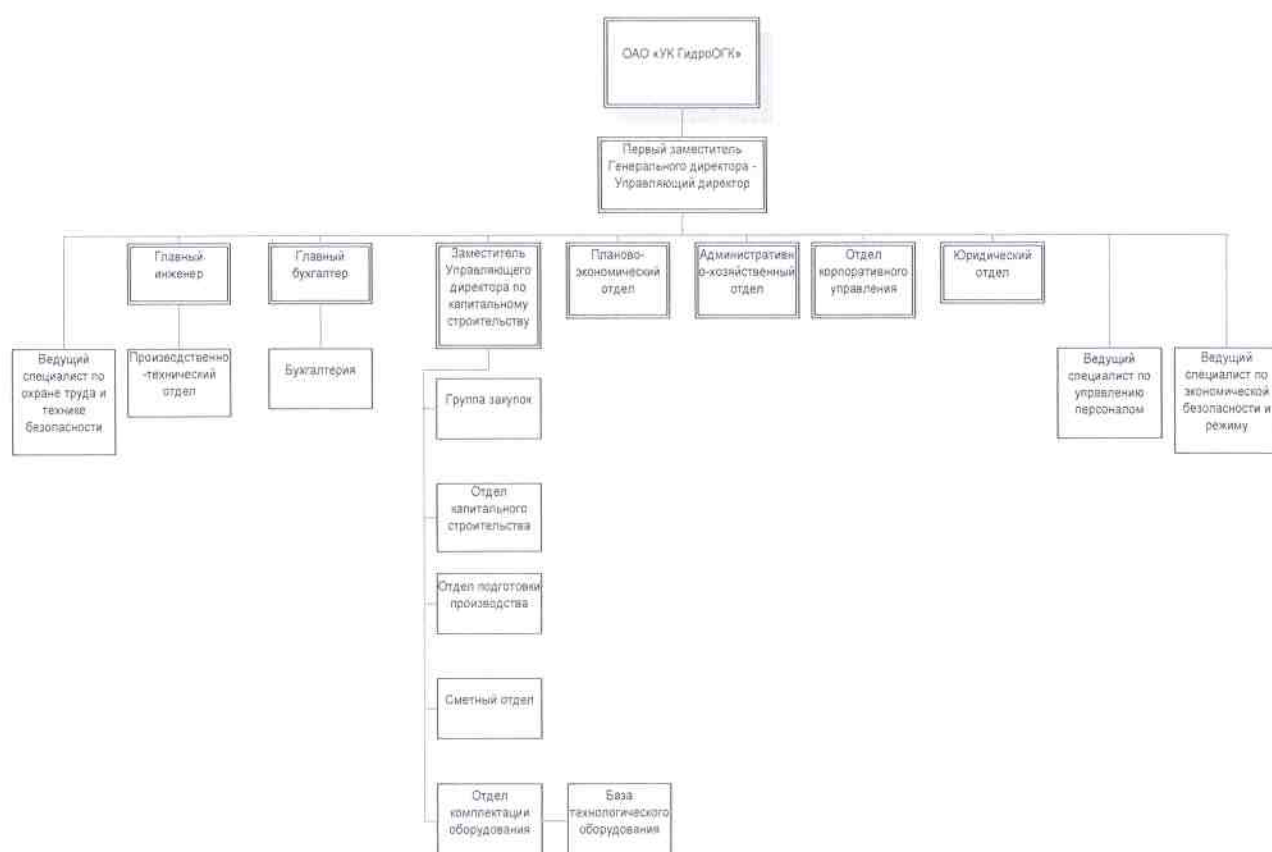 ОАО «УК ГидроОГК»
Первый заместитель
Генерального директора -
Управляющий директор
Главный
инженер
Главный
бухгалтер
Заместитель
Управляющего
директора по
капитальному
строительству
Планово-
экономический
отдел
Административн
о-хозяйственный
отдел
Отдел
корпоративного
управления
Юридический
отдел
Ведущий
специалист по
охране труда и
технике
безопасности
Производственно
-технический
отдел
Бухгалтерия
Ведущий
специалист по
управлению
персоналом
Ведущий
специалист по
экономической
безопасности и
режиму
Группа закупок
Отдел
капитального
строительства
Отдел подготовки
производства
Сметный отдел
Отдел
комплектации
оборудования
База
технологического
оборудования